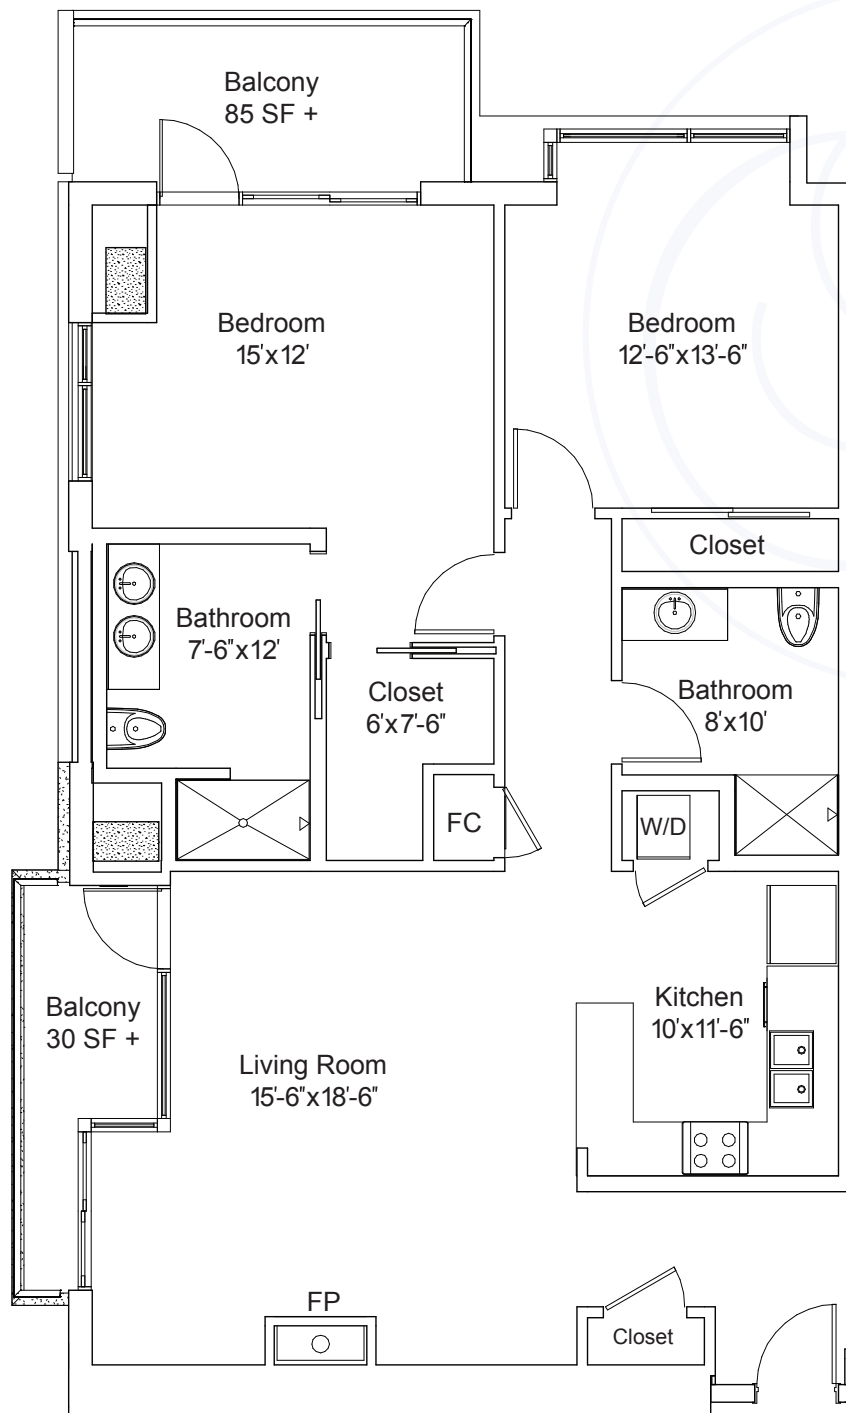 Balcony
85 SF +
Bedroom
15'x12'
Bedroom
12'-6"x13'-6"
Closet
Bathroom
7'-6"x12'
Closet
6'x7'-6"
Bathroom
8'x10'
FC
W/D
Balcony
30 SF +
Kitchen
10'x11'-6"
Living Room
15'-6"x18'-6"
FP
Closet